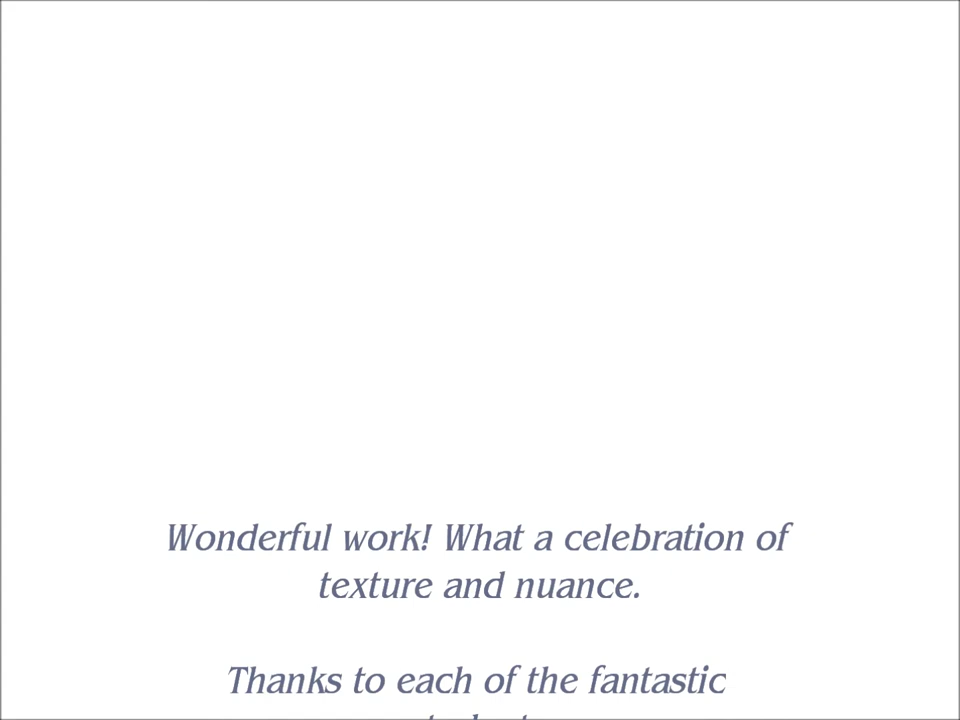 Wonderful work! What a celebration of
texture and nuance.
Thanks to each of the fantastic